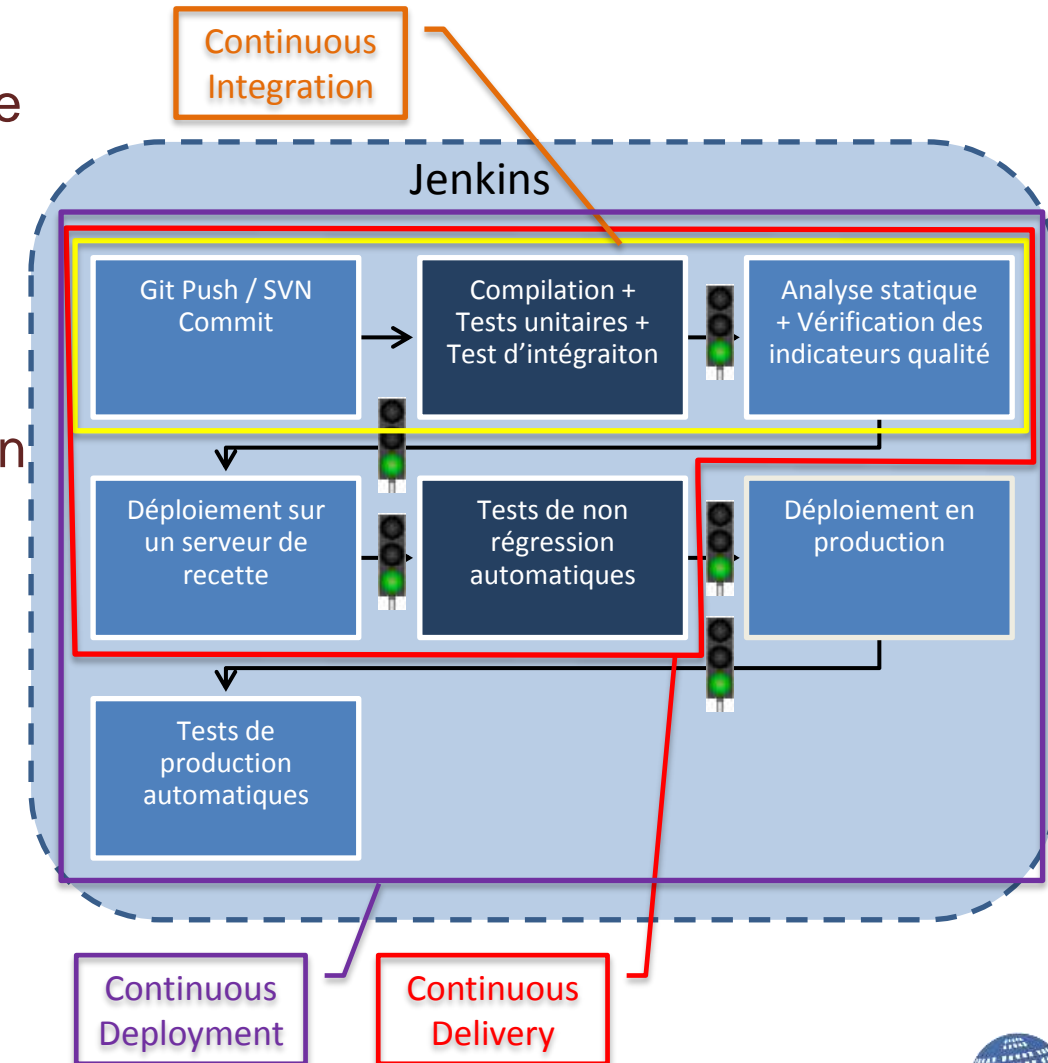 Continuous
Integration
e
Jenkins
Git Push / SVN
Commit
Compilation +
Tests unitaires +
Test d’intégraiton
Analyse statique
+ Vérification des
indicateurs qualité
n
Déploiement sur
un serveur de
recette
Tests de non
régression
automatiques
Déploiement en
production
Tests de
production
automatiques
Continuous
Deployment
Continuous
Delivery